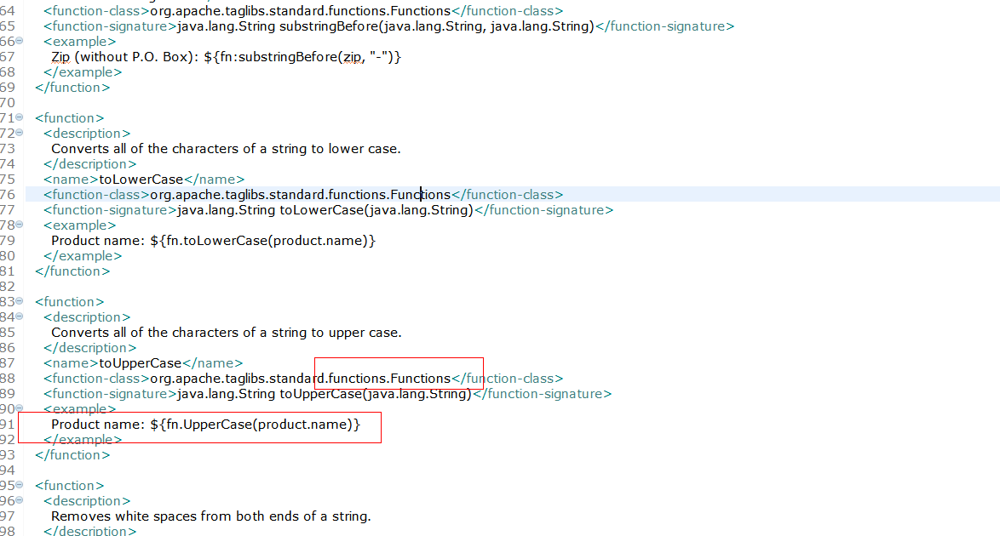 64 <function-class>org.apache.taglibs.standard.functions.Functions</function-class>
65 <function-signature>java.lang.String substringBefore(java.lang.String, java.lang.String)</function-signature>
66 <example>
67 Zip (without P.O. Box): ${fn:substringBefore(zip, "-")}
68 </example>
69 </function>
70
71 <function>
72 <description>
73 Converts all of the characters of a string to lower case.
74 </description>
75 <name>toLowerCase</name>
76 <function-class>org.apache.taglibs.standard.functions.Functions</function-class>
77 <function-signature>java.lang.String toLowerCase(java.lang.String)</function-signature>
78 <example>
79 Product name: ${fn.toLowerCase(product.name)}
80 </example>
81 </function>
82
83 <function>
84 <description>
85 Converts all of the characters of a string to upper case.
86 </description>
87 <name>toUpperCase</name>
88 <function-class>org.apache.taglibs.standard.functions.Functions</function-class>
89 <function-signature>java.lang.String toUpperCase(java.lang.String)</function-signature>
90 <example>
91 Product name: ${fn.UpperCase(product.name)}
92 </example>
93 </function>
94
95 <function>
96 <description>
97 Removes white spaces from both ends of a string.
98 </description>